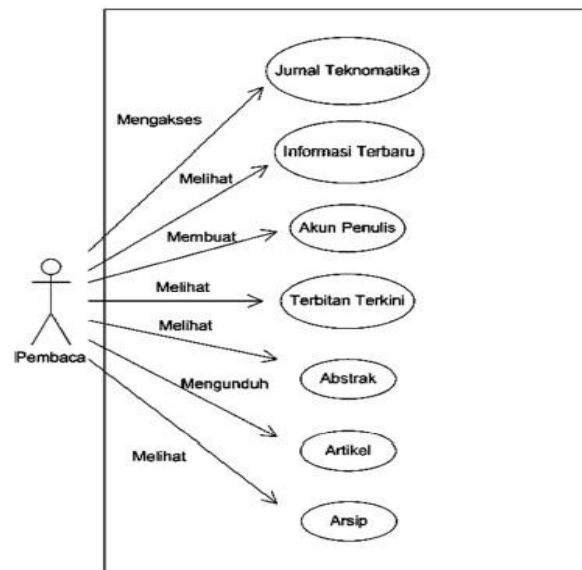 Jurnal Teknomatika
Mengakses
Informasi Terbaru
Melihat
Akun Penulis
Membuat
Melihat
Terbitan Terkini
Melihat
Pembaca
Abstrak
Mengunduh
Artikel
Melihat
Arsip